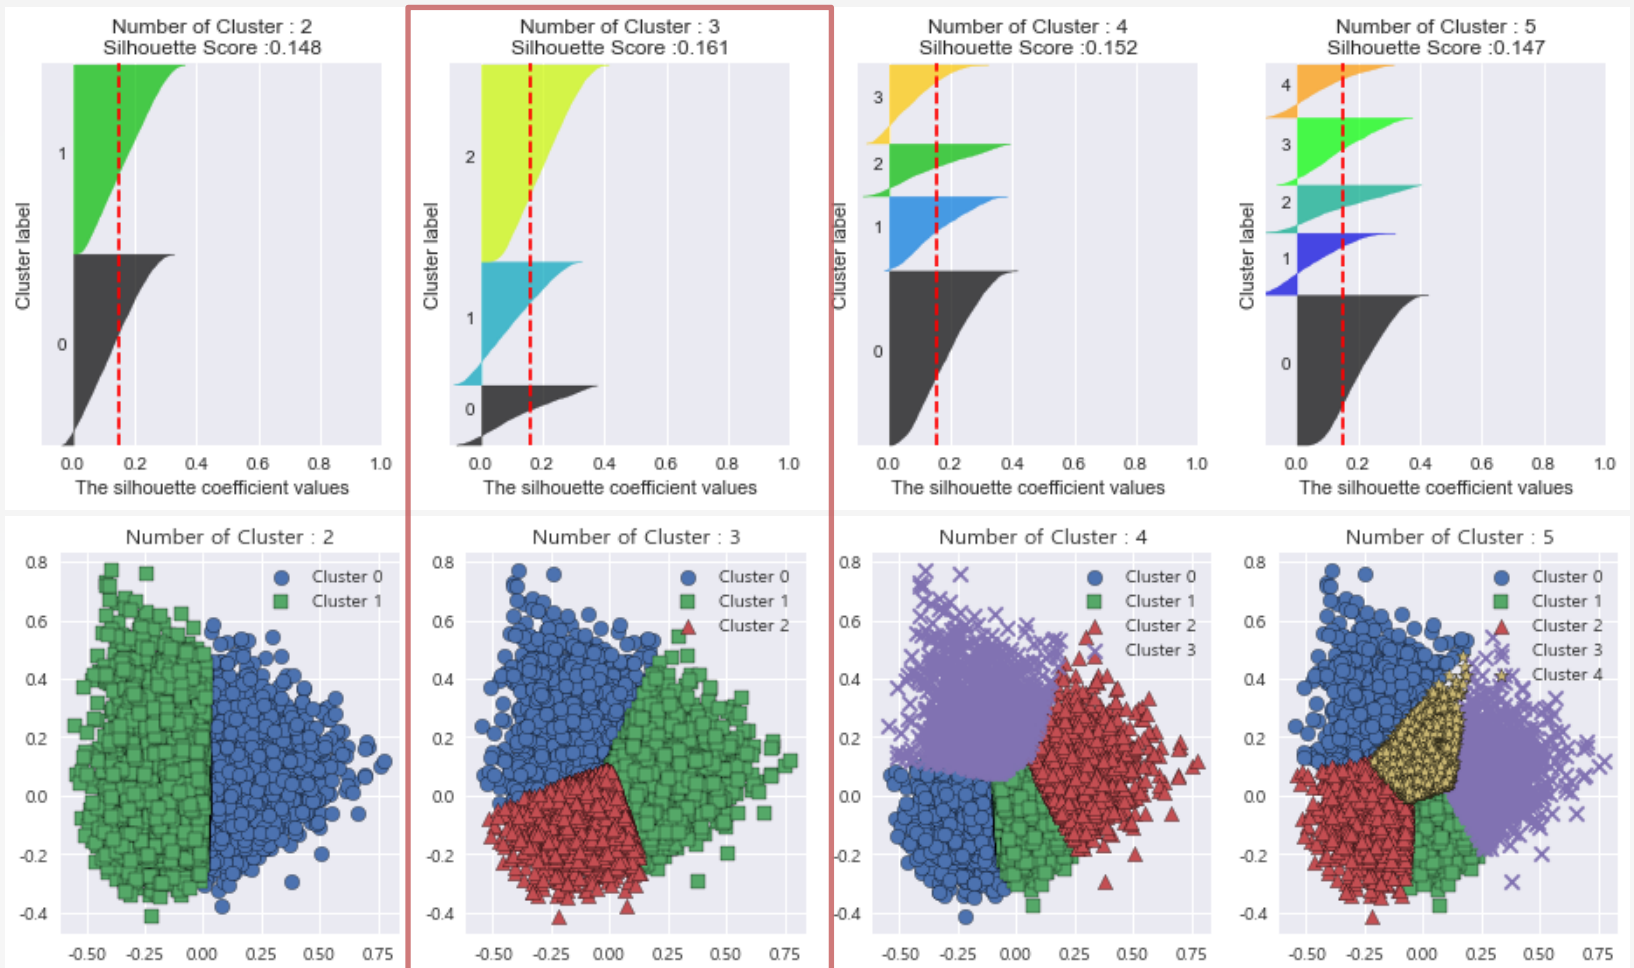 Number of Cluster : 2
Silhouette Score :0.148
Cluster label
1
0
0.0 0.2 0.4 0.6 0.8 1.0
The silhouette coefficient values
Number of Cluster : 3
Silhouette Score :0.161
Cluster label
2
1
0
0.0 0.2 0.4 0.6 0.8 1.0
The silhouette coefficient values
Number of Cluster : 4
Silhouette Score :0.152
Cluster label
3
2
1
0
0.0 0.2 0.4 0.6 0.8 1.0
The silhouette coefficient values
Number of Cluster : 5
Silhouette Score :0.147
Cluster label
4
3
2
1
0
0.0 0.2 0.4 0.6 0.8 1.0
The silhouette coefficient values
Number of Cluster : 2
Cluster 0
Cluster 1
0.8
0.6
0.4
0.2
0.0
-0.2
-0.4
-0.50 -0.25 0.00 0.25 0.50 0.75
Number of Cluster : 3
Cluster 0
Cluster 1
Cluster 2
0.8
0.6
0.4
0.2
0.0
-0.2
-0.4
-0.50 -0.25 0.00 0.25 0.50 0.75
Number of Cluster : 4
Cluster 0
Cluster 1
Cluster 2
Cluster 3
0.8
0.6
0.4
0.2
0.0
-0.2
-0.4
-0.50 -0.25 0.00 0.25 0.50 0.75
Number of Cluster : 5
Cluster 0
Cluster 1
Cluster 2
Cluster 3
Cluster 4
0.8
0.6
0.4
0.2
0.0
-0.2
-0.4
-0.50 -0.25 0.00 0.25 0.50 0.75